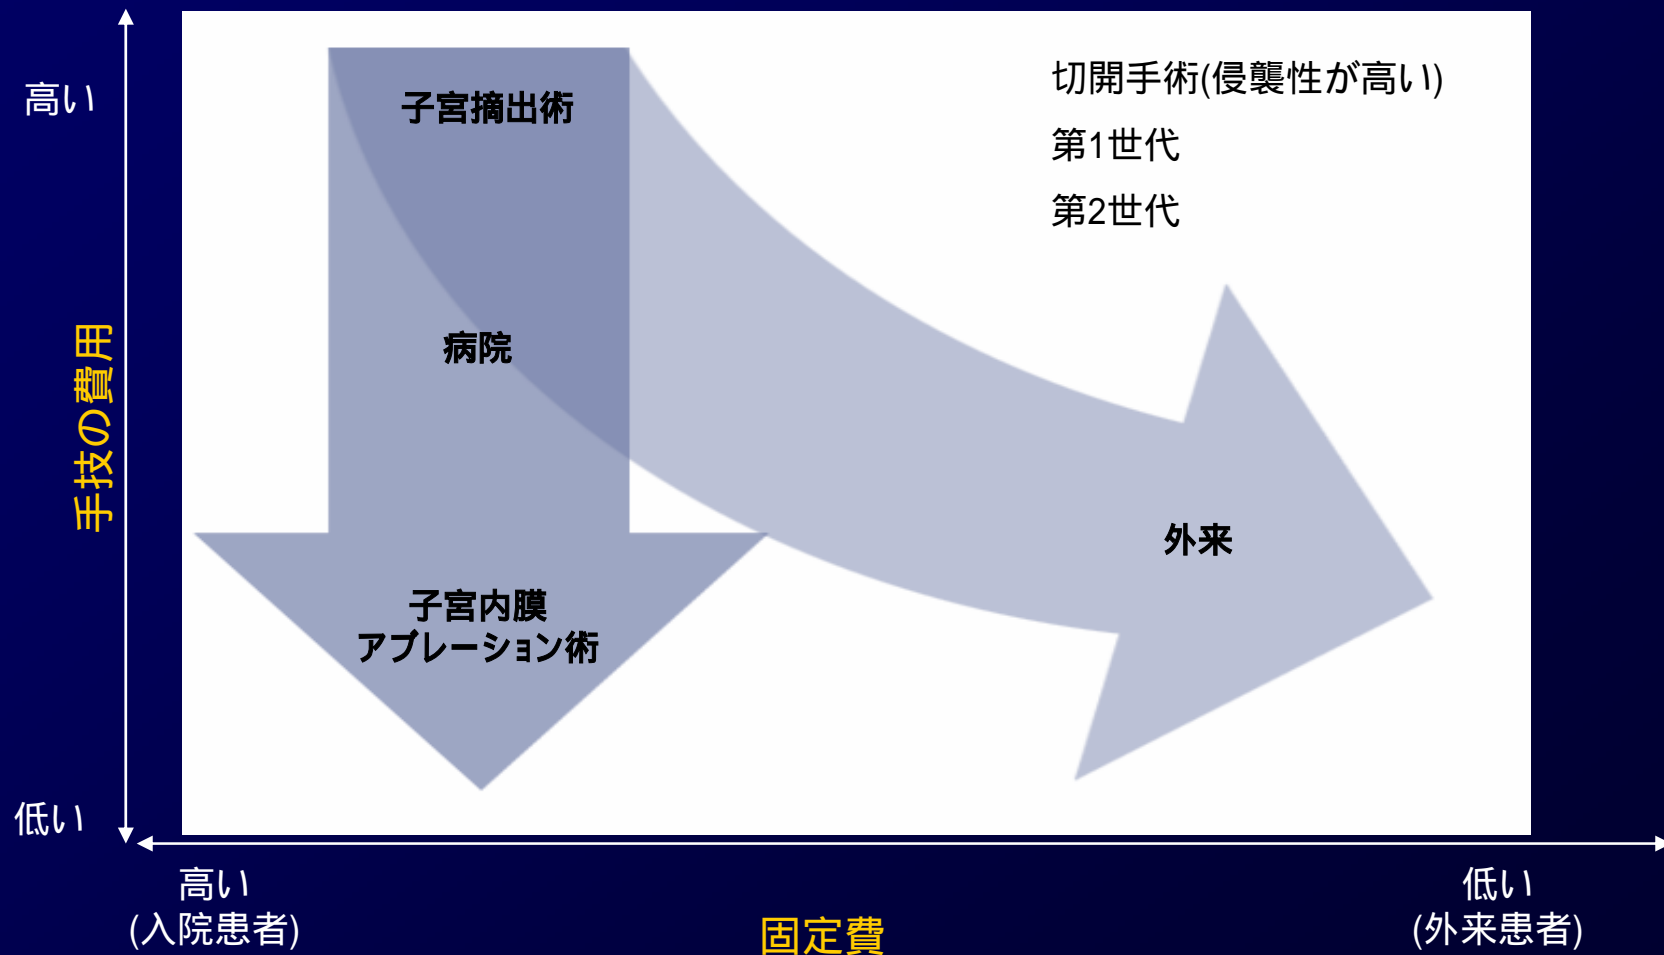 高い
切開手術(侵襲性が高い)
第1世代
第2世代
子宮摘出術
病院
手技の費用
外来
子宮内膜
アブレーション術
低い
高い
(入院患者)
固定費
低い
(外来患者)